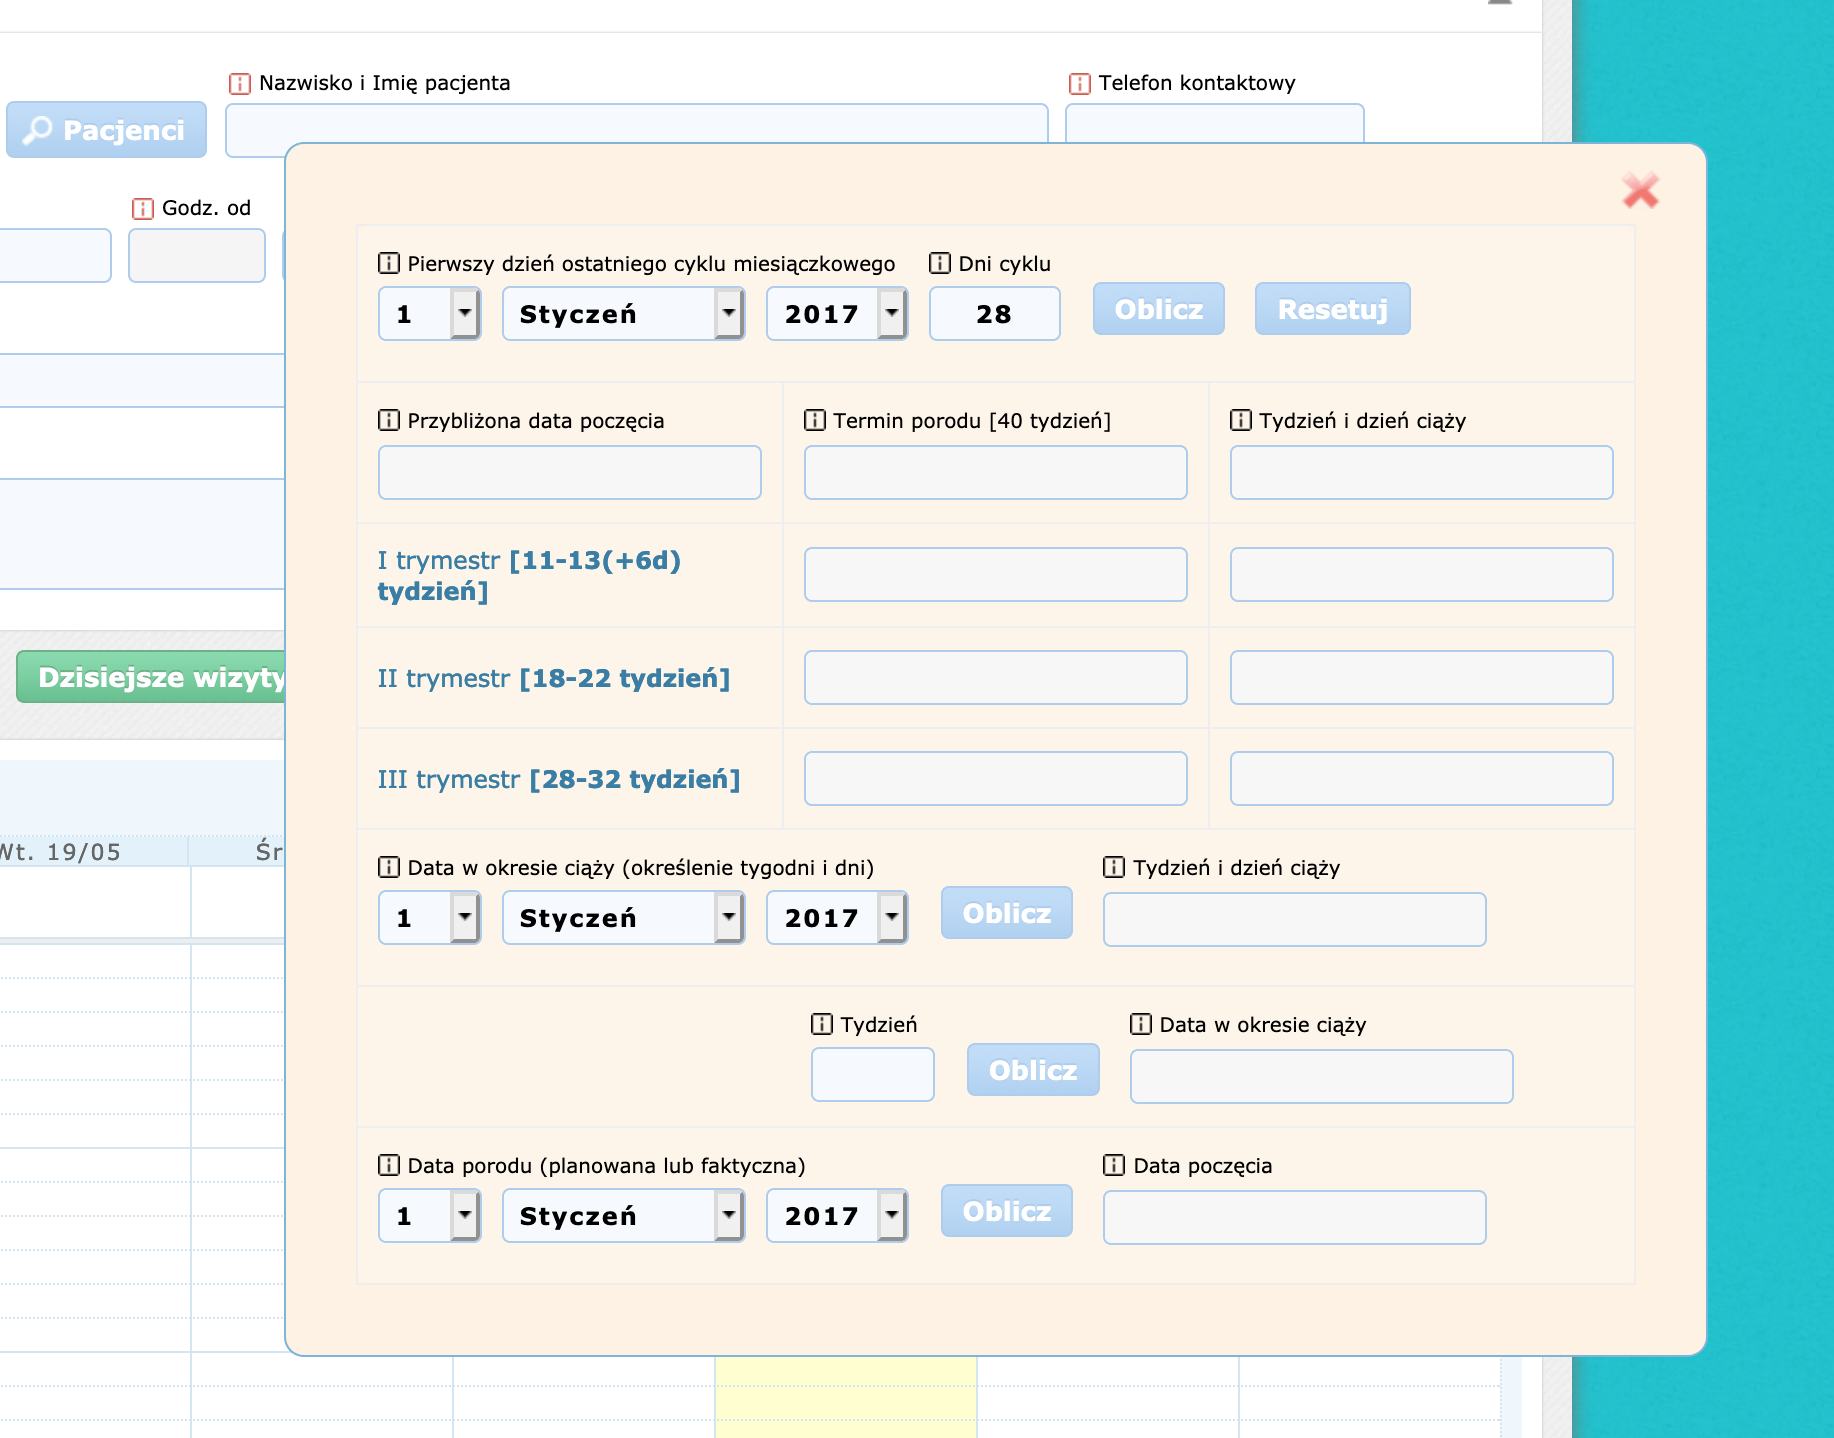 Nazwisko i Imię pacjenta
Telefon kontaktowy
Pacjenci
Godz. od
Pierwszy dzień ostatniego cyklu miesiączkowego
Dni cyklu
1
Styczeń
2017
28
Oblicz
Resetuj
Przybliżona data poczęcia
Termin porodu [40 tydzień]
Tydzień i dzień ciąży
I trymestr [11-13(+6d)
tydzień]
II trymestr [18-22 tydzień]
Dzisiejsze wizyty
III trymestr [28-32 tydzień]
Wt. 19/05
Śr
Data w okresie ciąży (określenie tygodni i dni)
Tydzień i dzień ciąży
1
Styczeń
2017
Oblicz
Tydzień
Data w okresie ciąży
Oblicz
Data porodu (planowana lub faktyczna)
Data poczęcia
1
Styczeń
2017
Oblicz